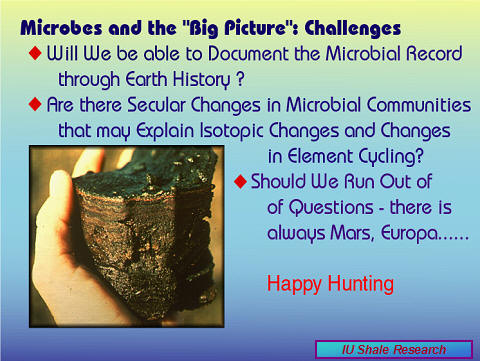 Microbes and the "Big Picture": Challenges
Will We be able to Document the Microbial Record
through Earth History ?
Are there Secular Changes in Microbial Communities
that may Explain Isotopic Changes and Changes
in Element Cycling?
Should We Run Out of
of Questions - there is
always Mars, Europa......
Happy Hunting
IU Shale Research